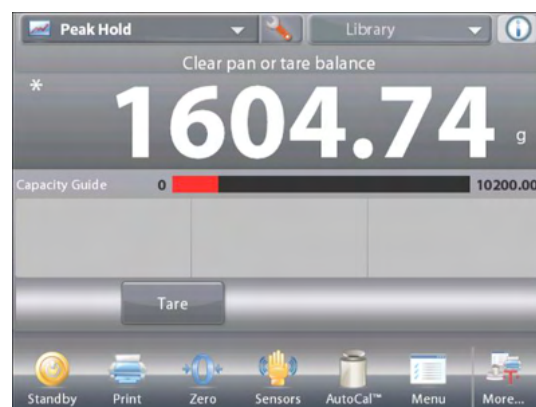 Peak Hold Library
Clear pan or tare balance
* 1604.74 g
Capacity Guide 0 10200.00
Tare
Standby Print Zero Sensors AutoCal™ Menu More...